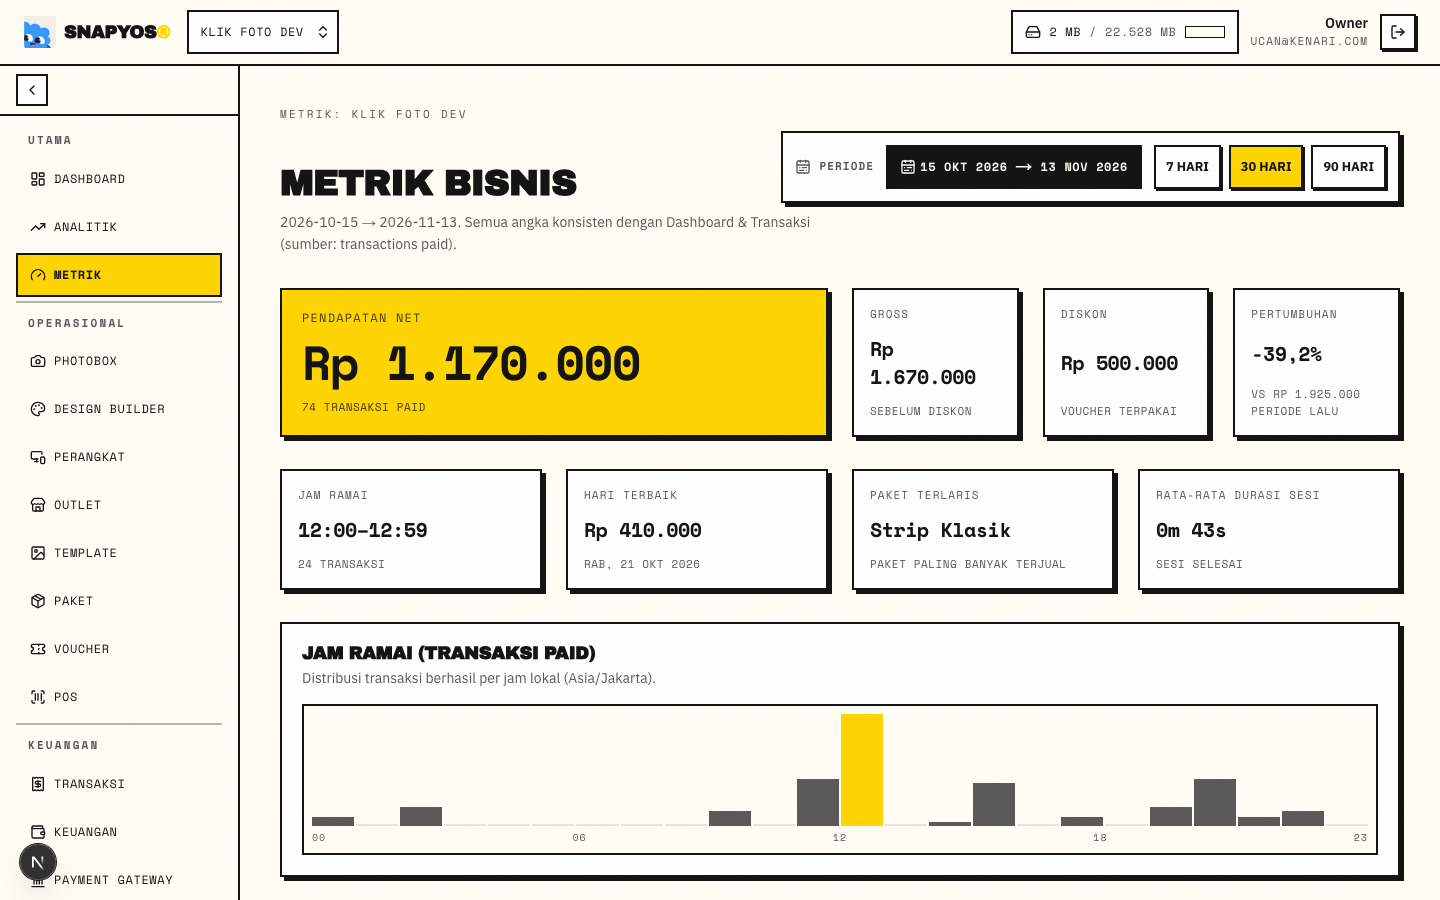 SNAPYOS®
KLIK FOTO DEV
2 MB / 22.528 MB
Owner
UCAN@KENARI.COM
UTAMA
DASHBOARD
ANALITIK
METRIK
OPERASIONAL
PHOTOBOX
DESIGN BUILDER
PERANGKAT
OUTLET
TEMPLATE
PAKET
VOUCHER
POS
KEUANGAN
TRANSAKSI
KEUANGAN
PAYMENT GATEWAY
N
METRIK: KLIK FOTO DEV
METRIK BISNIS
2026-10-15 → 2026-11-13. Semua angka konsisten dengan Dashboard & Transaksi
(sumber: transactions paid).
PERIODE
15 OKT 2026 → 13 NOV 2026
7 HARI
30 HARI
90 HARI
PENDAPATAN NET
Rp 1.170.000
74 TRANSAKSI PAID
GROSS
Rp
1.670.000
SEBELUM DISKON
DISKON
Rp 500.000
VOUCHER TERPAKAI
PERTUMBUHAN
-39,2%
VS RP 1.925.000
PERIODE LALU
JAM RAMAI
12:00–12:59
24 TRANSAKSI
HARI TERBAIK
Rp 410.000
RAB, 21 OKT 2026
PAKET TERLARIS
Strip Klasik
PAKET PALING BANYAK TERJUAL
RATA-RATA DURASI SESI
0m 43s
SESI SELESAI
JAM RAMAI (TRANSAKSI PAID)
Distribusi transaksi berhasil per jam lokal (Asia/Jakarta).
00 06 12 18 23